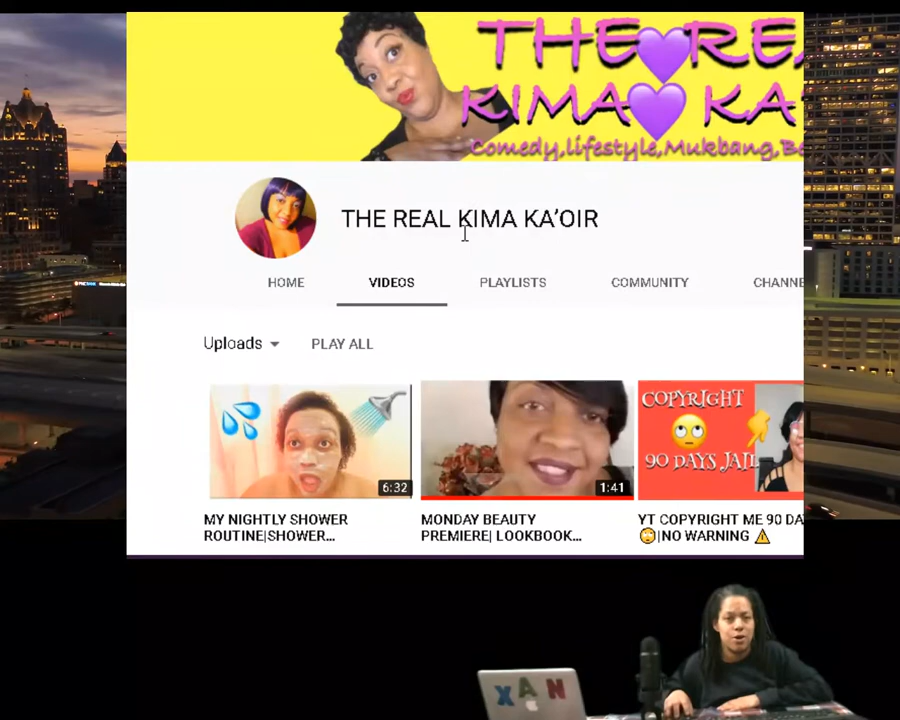 THE💜REA
KIMA💜KA'
Comedy,lifestyle,Mukbang,Be
THE REAL KIMA KA'OIR
HOME VIDEOS PLAYLISTS COMMUNITY CHANNE
Uploads PLAY ALL
6:32
1:41
COPYRIGHT
90 DAYS JAIL
MY NIGHTLY SHOWER
ROUTINE|SHOWER...
MONDAY BEAUTY
PREMIERE| LOOKBOOK...
YT COPYRIGHT ME 90 DA
🙄|NO WARNING ⚠️
XAN